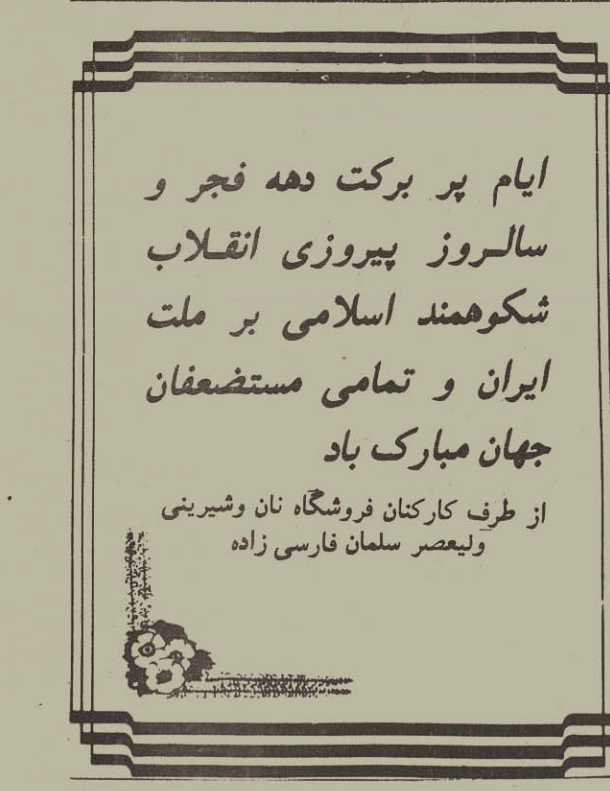 ایام پر برکت دهه فجر و
سالروز پیروزی انقلاب
شکوهمند اسلامی بر ملت
ایران و تمامی مستضعفان
جهان مبارک باد
از طرف کارکنان فروشگاه نان وشیرینی
ولیعصر سلمان فارسی زاده